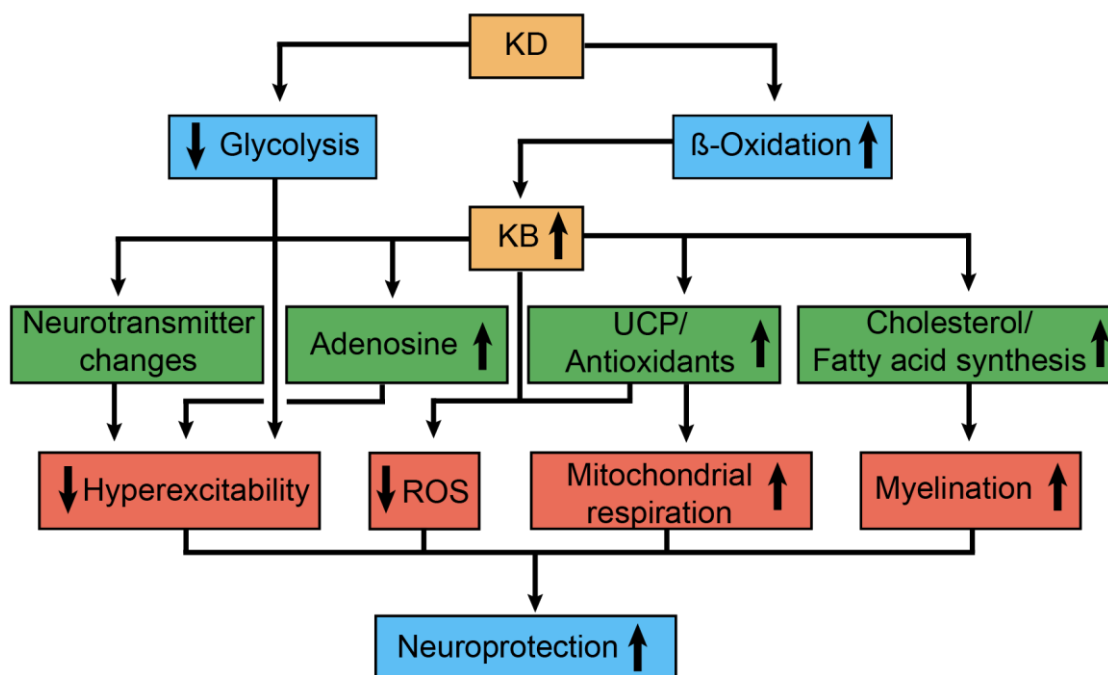 KD
Glycolysis
ß-Oxidation
KB
Neurotransmitter
changes
Adenosine
UCP/
Antioxidants
Cholesterol/
Fatty acid synthesis
Hyperexcitability
ROS
Mitochondrial
respiration
Myelination
Neuroprotection